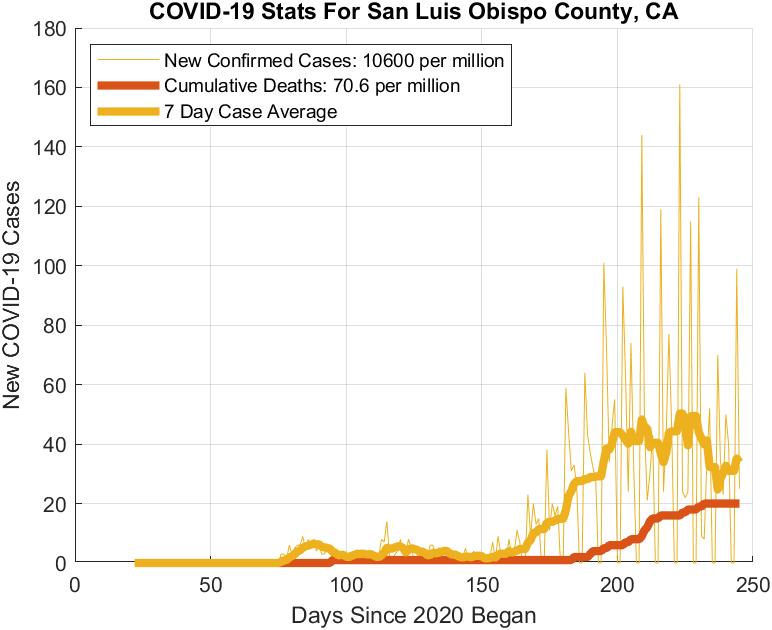 COVID-19 Stats For San Luis Obispo County, CA
180
160
140
120
100
80
60
40
20
0
New COVID-19 Cases
New Confirmed Cases: 10600 per million
Cumulative Deaths: 70.6 per million
7 Day Case Average
0 50 100 150 200 250
Days Since 2020 Began